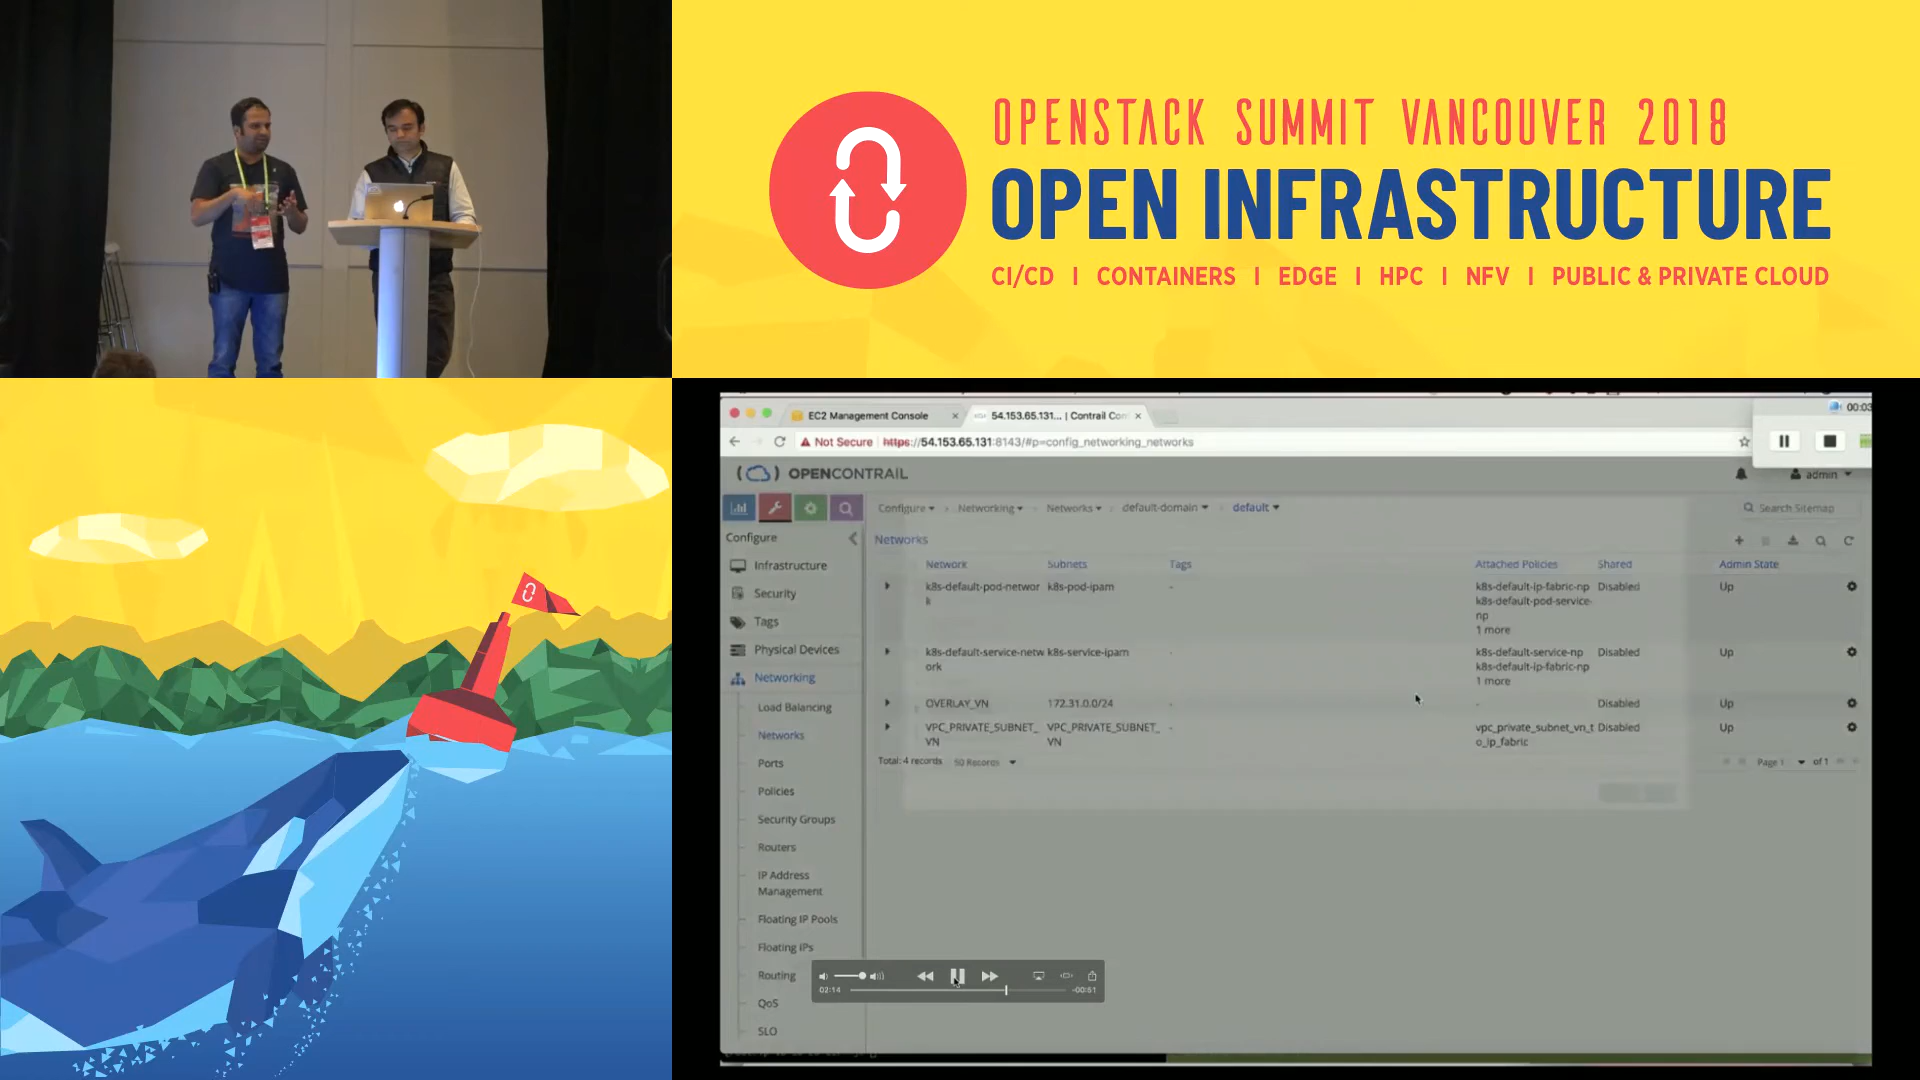 OPENSTACK SUMMIT VANCOUVER 2018
OPEN INFRASTRUCTURE
CI/CD | CONTAINERS | EDGE | HPC | NFV | PUBLIC & PRIVATE CLOUD
EC2 Management Console
54.153.65.131... | Contrail Con
00:03
Not Secure https://54.153.65.131:8143/#p=config_networking_networks
OPENCONTRAIL
admin
Configure Networking Networks default-domain default
Search Sitemap
Configure
Networks
Network Subnets Tags Attached Policies Shared Admin State
Infrastructure
Security
Tags
Physical Devices
Networking
Load Balancing
Networks
Ports
Policies
Security Groups
Routers
IP Address
Management
Floating IP Pools
Floating IPs
Routing
QoS
SLO
k8s-default-pod-networ k8s-pod-ipam - k8s-default-ip-fabric-np Disabled Up
k k8s-default-pod-service-
np
1 more
k8s-default-service-netw k8s-service-ipam - k8s-default-service-np Disabled Up
ork k8s-default-ip-fabric-np
1 more
OVERLAY_VN 172.31.0.0/24 - - Disabled Up
VPC_PRIVATE_SUBNET_ VPC_PRIVATE_SUBNET_ - vpc_private_subnet_vn_t Disabled Up
VN VN o_ip_fabric
Total: 4 records 50 Records Page 1 of 1
02:14 -00:51